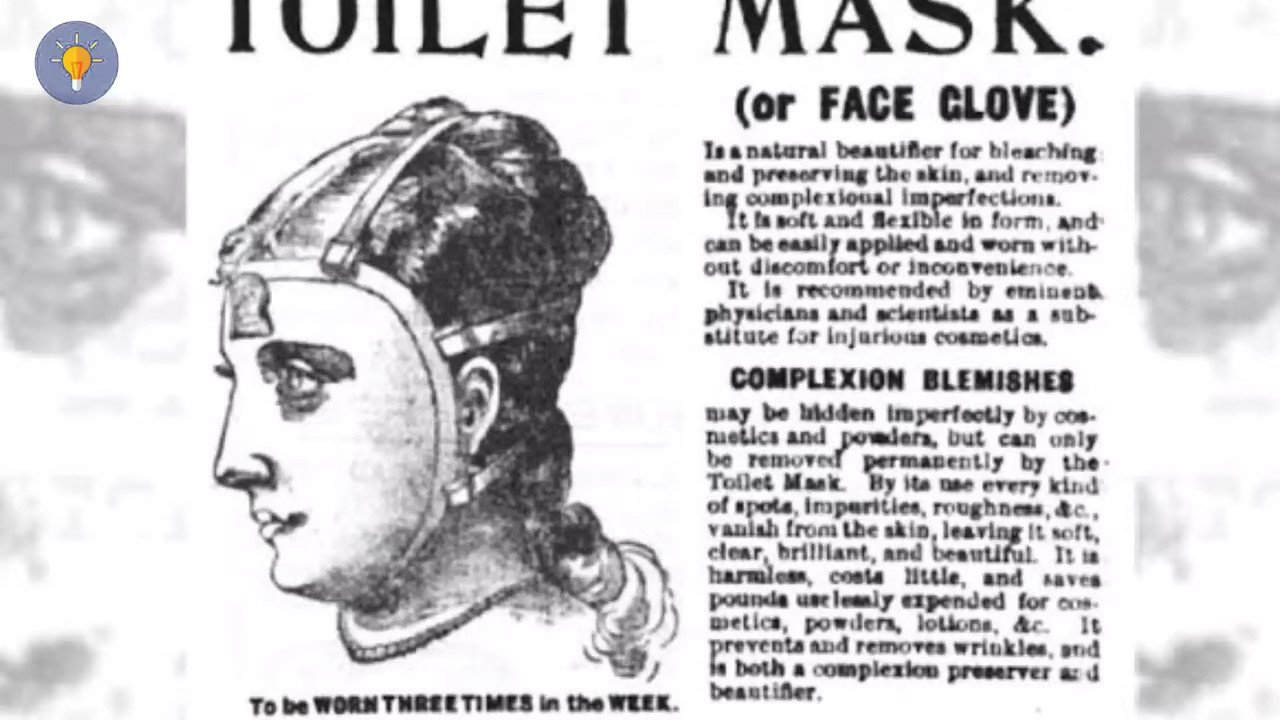 TOILET MASK.
(or FACE GLOVE)
Is a natural beautifier for bleaching
and preserving the skin, and remov-
ing complexional imperfections.
It is soft and flexible in form, and
can be easily applied and worn with-
out discomfort or inconvenience.
It is recommended by eminent
physicians and scientists as a sub-
stitute for injurious cosmetics.
COMPLEXION BLEMISHES
may be hidden imperfectly by cos-
metics and powders, but can only
be removed permanently by the
Toilet Mask. By its use every kind
of spots, impurities, roughness, &c.,
vanish from the skin, leaving it soft,
clear, brilliant, and beautiful. It is
harmless, costs little, and saves
pounds uselessly expended for cos-
metics, powders, lotions, &c. It
prevents and removes wrinkles, and
is both a complexion preserver and
beautifier.
To be WORN THREE TIMES in the WEEK.